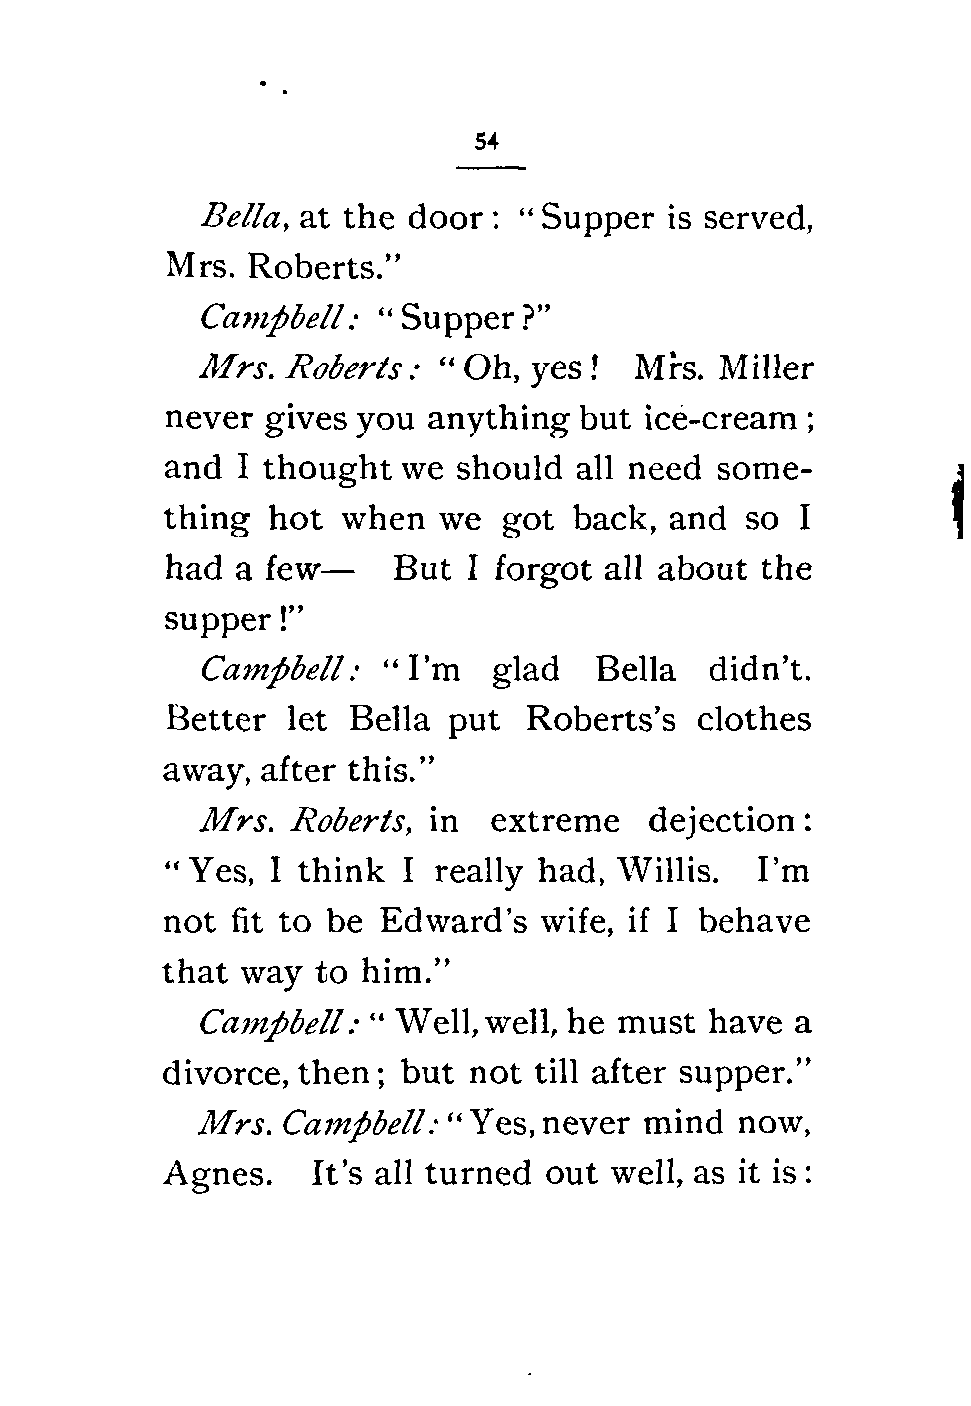 54
Bella, at the door: "Supper is served,
Mrs. Roberts."
Campbell: "Supper?"
Mrs. Roberts: "Oh, yes! Mrs. Miller
never gives you anything but ice-cream;
and I thought we should all need some-
thing hot when we got back, and so I
had a few— But I forgot all about the
supper!"
Campbell: "I'm glad Bella didn't.
Better let Bella put Roberts's clothes
away, after this."
Mrs. Roberts, in extreme dejection:
"Yes, I think I really had, Willis. I'm
not fit to be Edward's wife, if I behave
that way to him."
Campbell: "Well, well, he must have a
divorce, then; but not till after supper."
Mrs. Campbell: "Yes, never mind now,
Agnes. It's all turned out well, as it is: